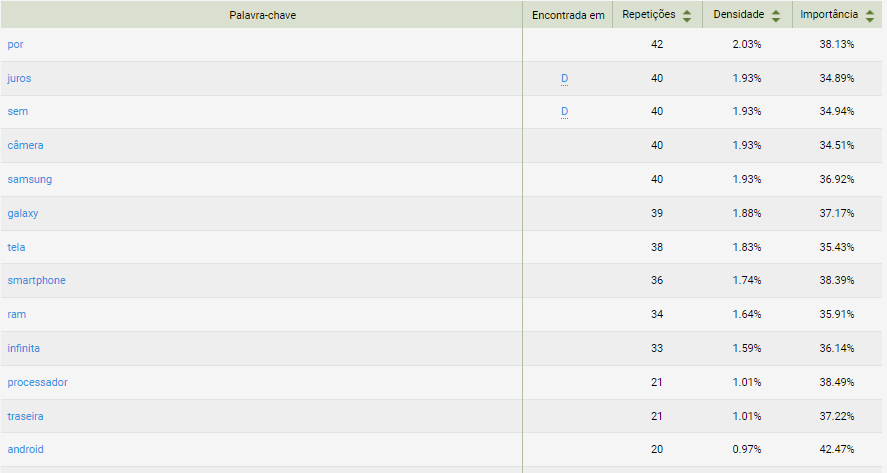 Palavra-chave Encontrada em Repetições Densidade Importância
por 42 2.03% 38.13%
juros D 40 1.93% 34.89%
sem D 40 1.93% 34.94%
câmera 40 1.93% 34.51%
samsung 40 1.93% 36.92%
galaxy 39 1.88% 37.17%
tela 38 1.83% 35.43%
smartphone 36 1.74% 38.39%
ram 34 1.64% 35.91%
infinita 33 1.59% 36.14%
processador 21 1.01% 38.49%
traseira 21 1.01% 37.22%
android 20 0.97% 42.47%